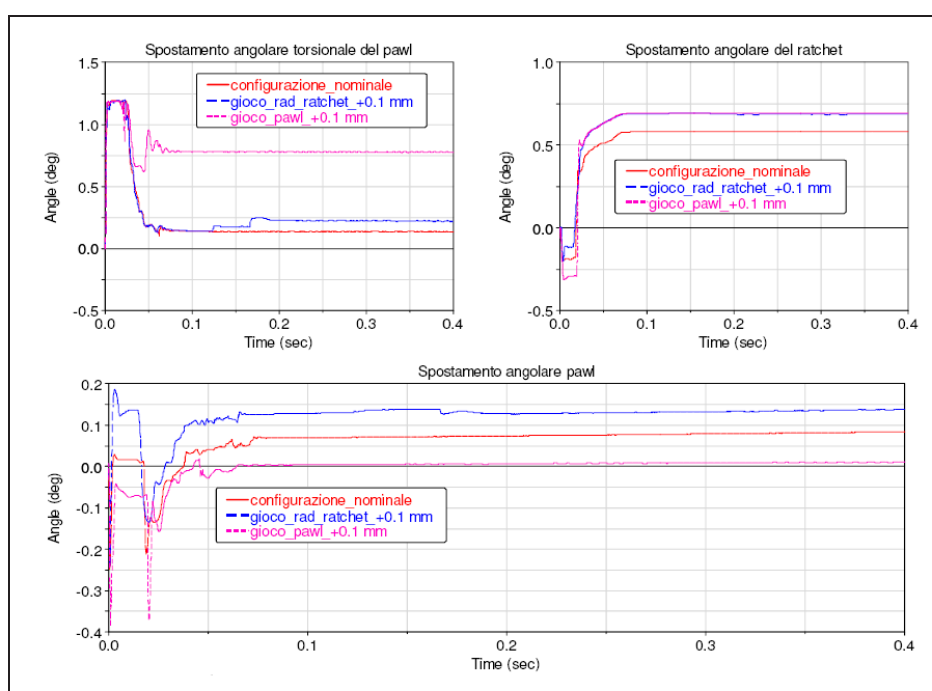 Spostamento angolare torsionale del pawl
1.5
1.0
0.5
0.0
-0.5
Angle (deg)
configurazione_nominale
gioco_rad_ratchet_+0.1 mm
gioco_pawl_+0.1 mm
0.0 0.1 0.2 0.3 0.4
Time (sec)
Spostamento angolare del ratchet
1.0
0.5
0.0
-0.5
Angle (deg)
configurazione_nominale
gioco_rad_ratchet_+0.1 mm
gioco_pawl_+0.1 mm
0.0 0.1 0.2 0.3 0.4
Time (sec)
Spostamento angolare pawl
0.2
0.1
0.0
-0.1
-0.2
-0.3
-0.4
Angle (deg)
configurazione_nominale
gioco_rad_ratchet_+0.1 mm
gioco_pawl_+0.1 mm
0.0 0.1 0.2 0.3 0.4
Time (sec)